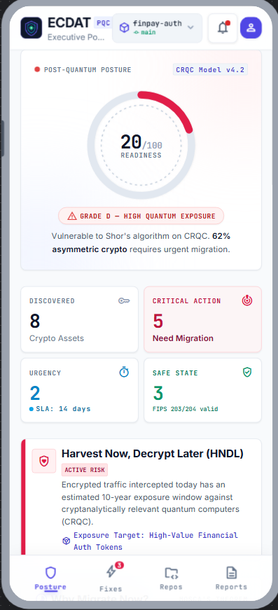 ECDAT PQC
Executive Po...
finpay-auth
main
POST-QUANTUM POSTURE
CRQC Model v4.2
20/100
READINESS
GRADE D — HIGH QUANTUM EXPOSURE
Vulnerable to Shor's algorithm on CRQC. 62%
asymmetric crypto requires urgent migration.
DISCOVERED
8
Crypto Assets
CRITICAL ACTION
5
Need Migration
URGENCY
2
SLA: 14 days
SAFE STATE
3
FIPS 203/204 valid
Harvest Now, Decrypt Later (HNDL)
ACTIVE RISK
Encrypted traffic intercepted today has an
estimated 10-year exposure window against
cryptanalytically relevant quantum computers
(CRQC).
Exposure Target: High-Value Financial
Auth Tokens
Posture
3
Fixes
Repos
Reports